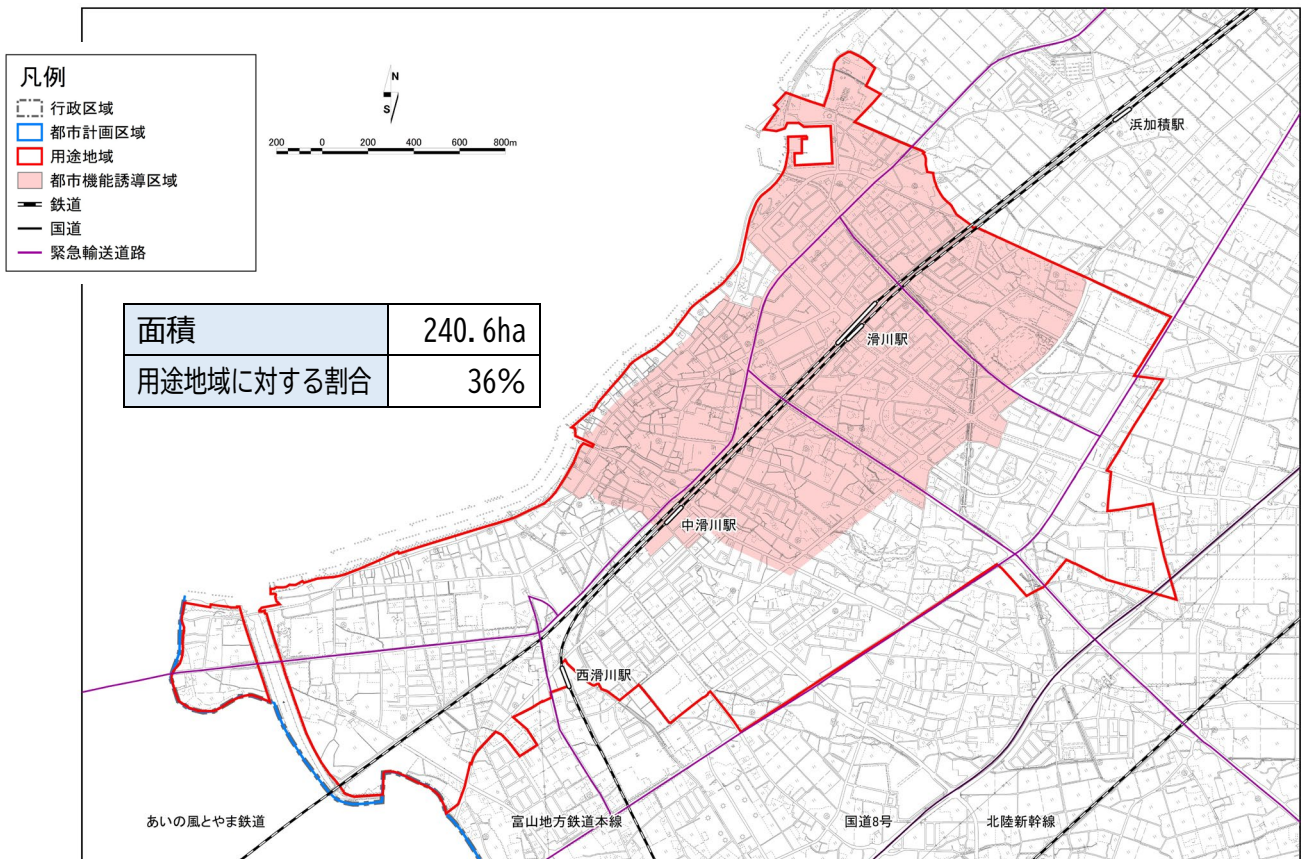 凡例
行政区域
都市計画区域
用途地域
都市機能誘導区域
鉄道
国道
緊急輸送道路
N
S
200 0 200 400 600 800m
面積 240.6ha
用途地域に対する割合 36%
浜加積駅
滑川駅
中滑川駅
西滑川駅
あいの風とやま鉄道
富山地方鉄道本線
国道8号
北陸新幹線